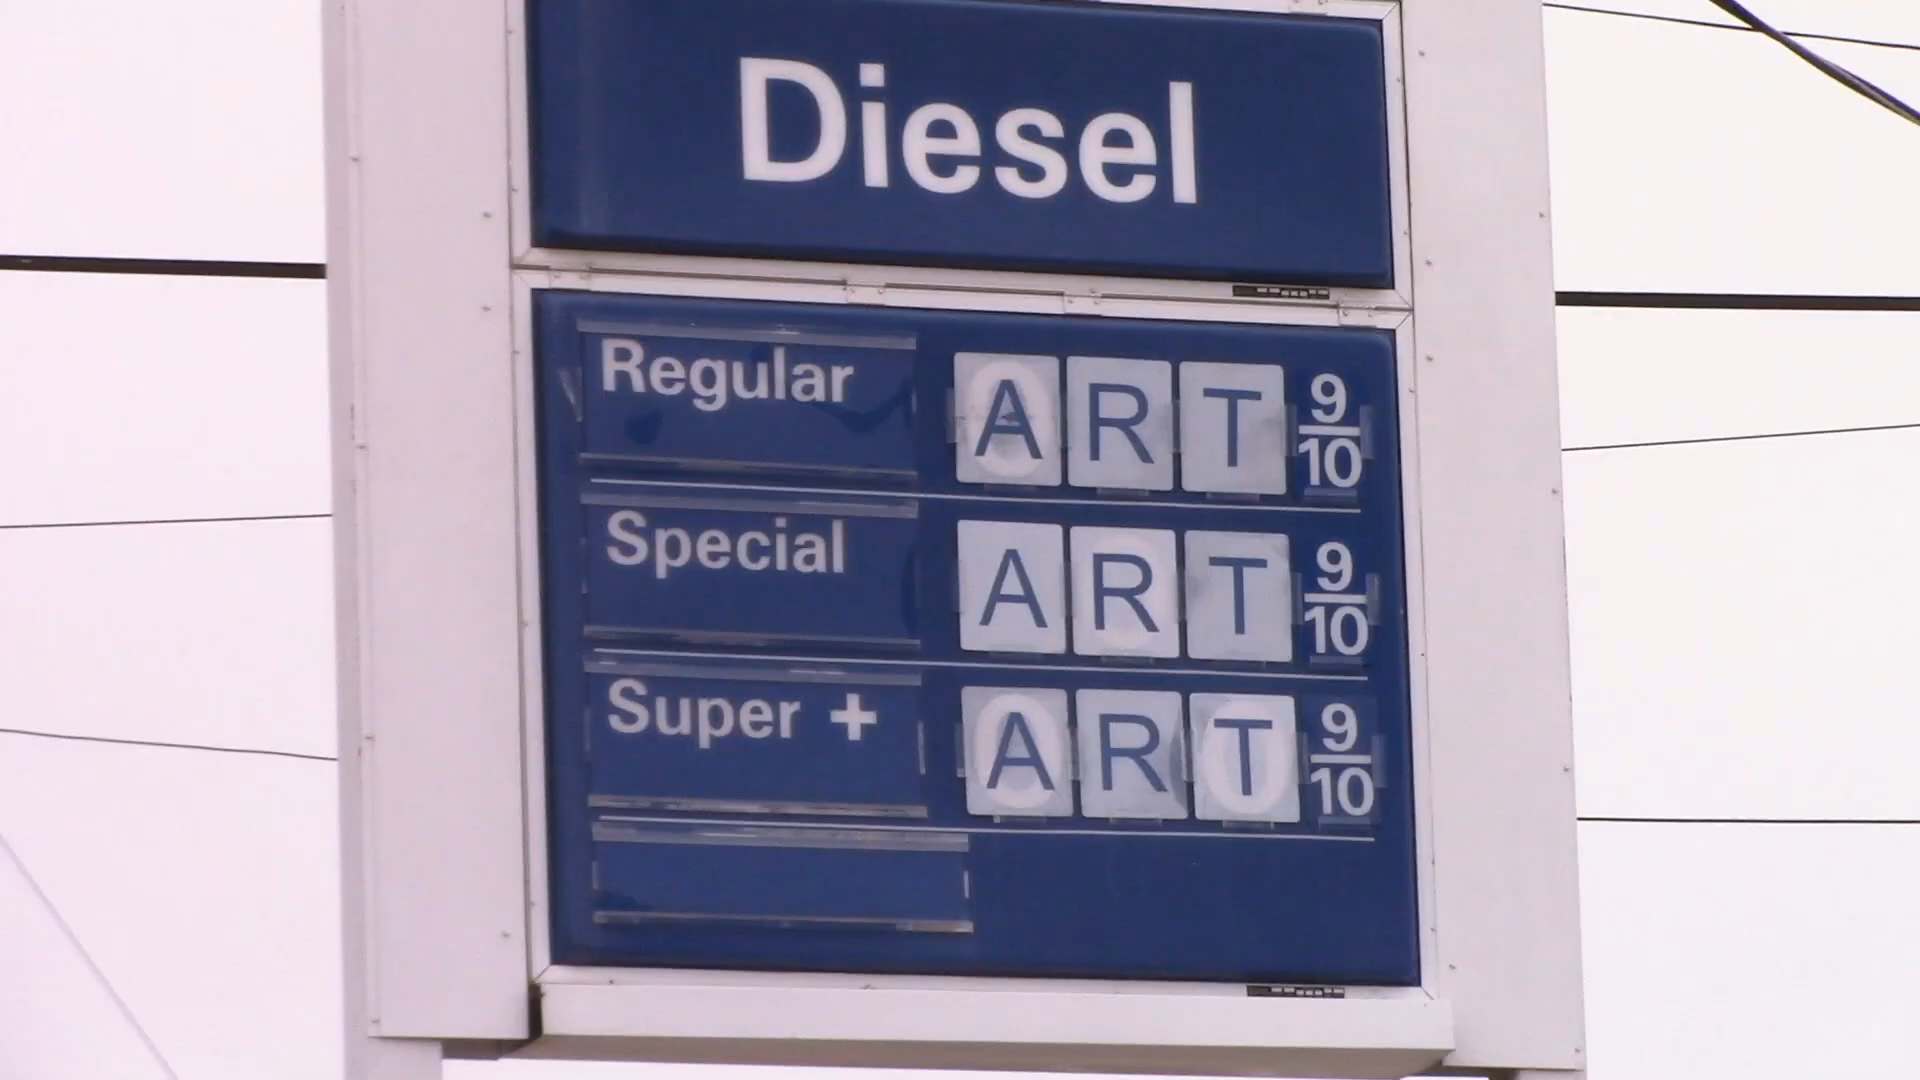 Diesel
Regular ART 9/10
Special ART 9/10
Super + ART 9/10